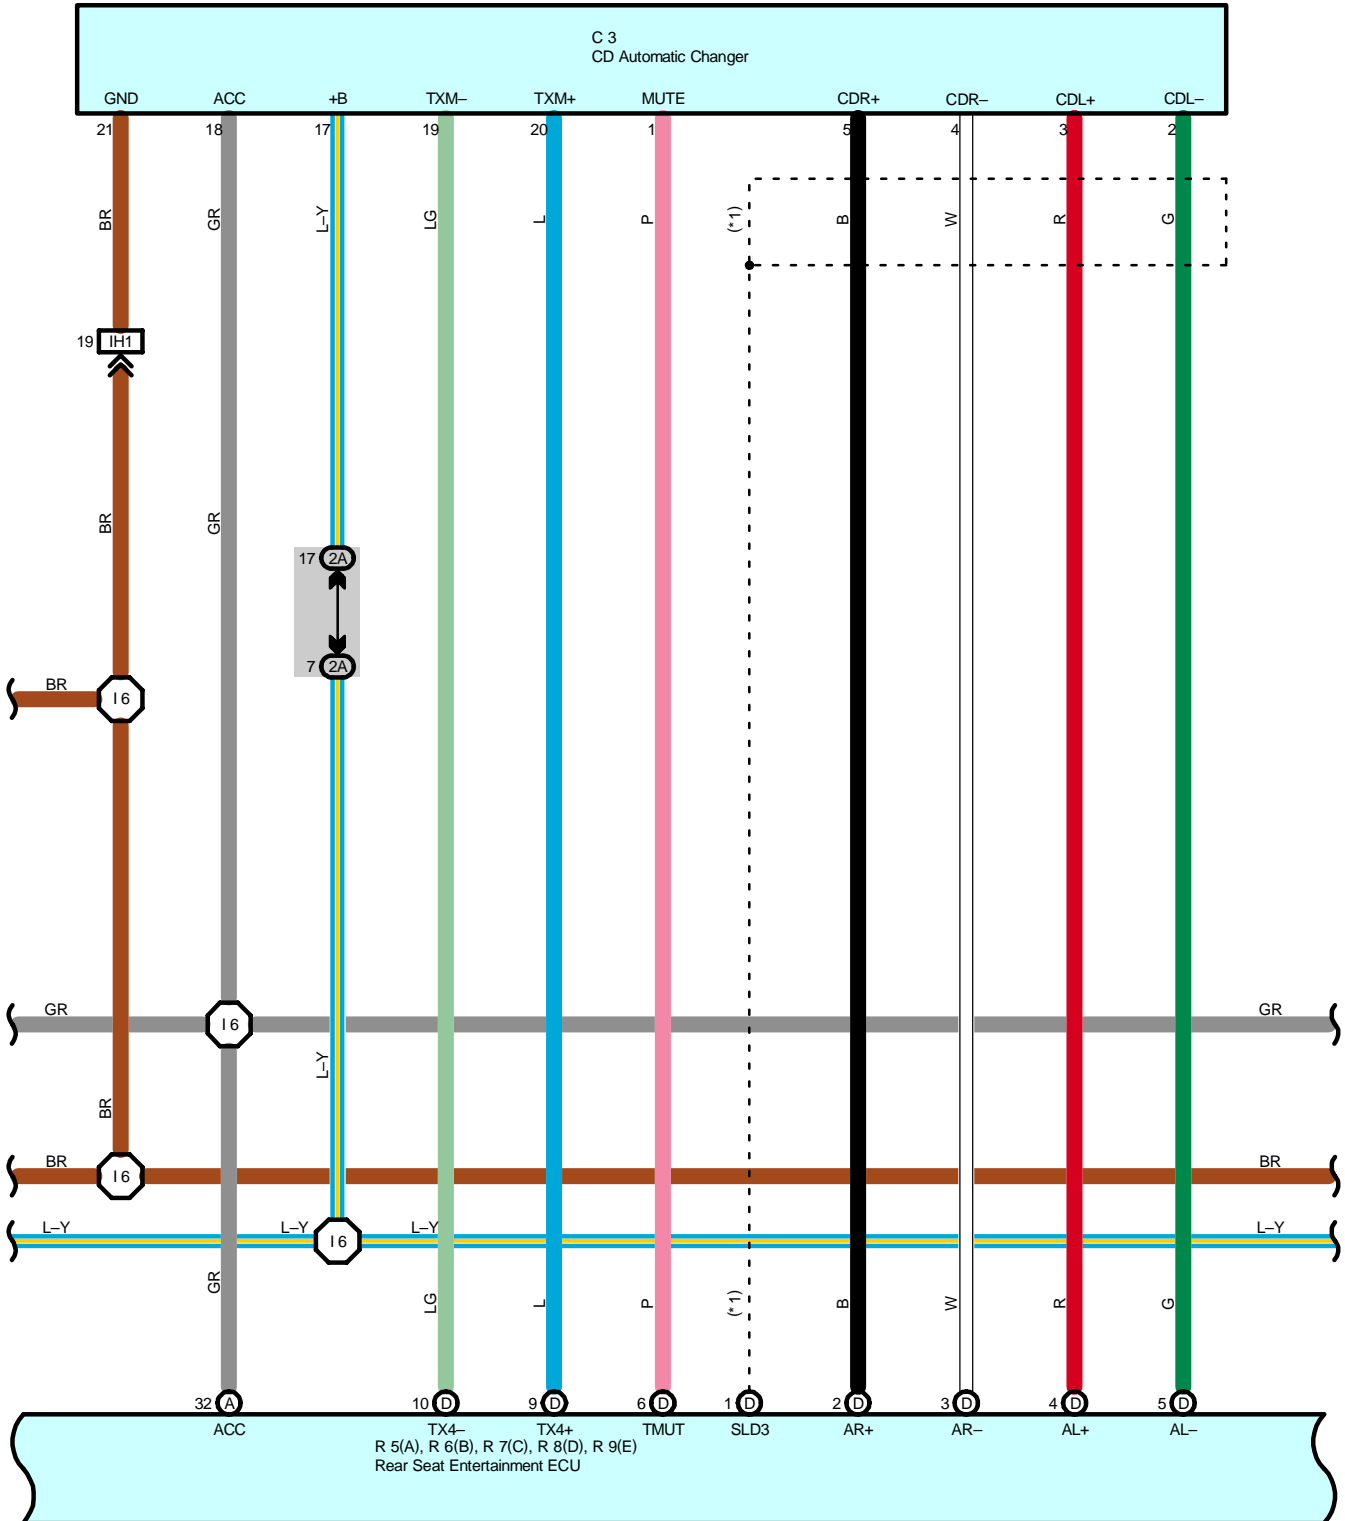 C 3
CD Automatic Changer
GND ACC +B TXM– TXM+ MUTE CDR+ CDR– CDL+ CDL–
21 18 17 19 20 1 5 4 3 2
BR GR L–Y LG L P (*1) B W R G
19 IH1
BR GR
17 2A
7 2A
BR I 6
GR I 6 GR
L–Y
BR
BR I 6 BR
L–Y L–Y I 6 L–Y L–Y
GR LG L P (*1) B W R G
32 A 10 D 9 D 6 D 1 D 2 D 3 D 4 D 5 D
ACC TX4– TX4+ TMUT SLD3 AR+ AR– AL+ AL–
R 5(A), R 6(B), R 7(C), R 8(D), R 9(E)
Rear Seat Entertainment ECU